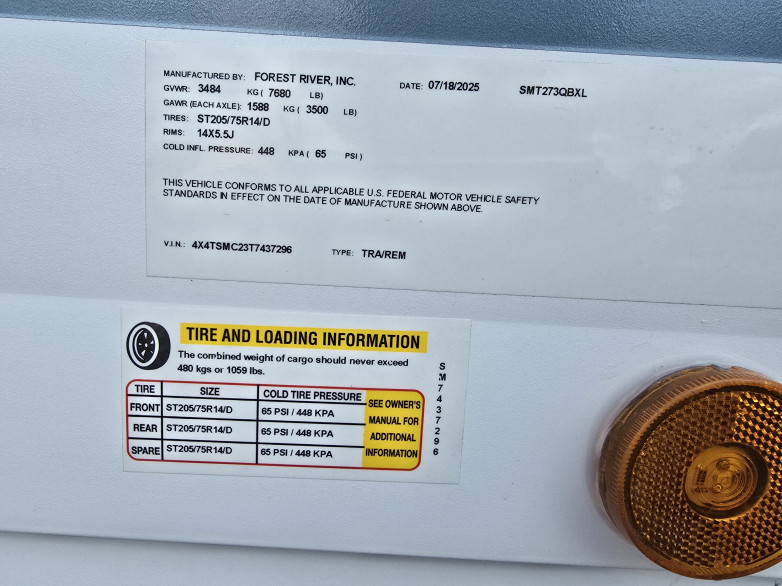 MANUFACTURED BY: FOREST RIVER, INC. DATE: 07/18/2025 SMT273QBXL
GVWR: 3484 KG ( 7680 LB)
GAWR (EACH AXLE): 1588 KG ( 3500 LB)
TIRES: ST205/75R14/D
RIMS: 14X5.5J
COLD INFL. PRESSURE: 448 KPA ( 65 PSI )
THIS VEHICLE CONFORMS TO ALL APPLICABLE U.S. FEDERAL MOTOR VEHICLE SAFETY
STANDARDS IN EFFECT ON THE DATE OF MANUFACTURE SHOWN ABOVE.
V.I.N.: 4X4TSMC23T7437296 TYPE: TRA/REM
TIRE AND LOADING INFORMATION
The combined weight of cargo should never exceed
480 kgs or 1059 lbs.
TIRE SIZE COLD TIRE PRESSURE
FRONT ST205/75R14/D 65 PSI / 448 KPA
REAR ST205/75R14/D 65 PSI / 448 KPA
SPARE ST205/75R14/D 65 PSI / 448 KPA
SEE OWNER'S
MANUAL FOR
ADDITIONAL
INFORMATION
SM7437296